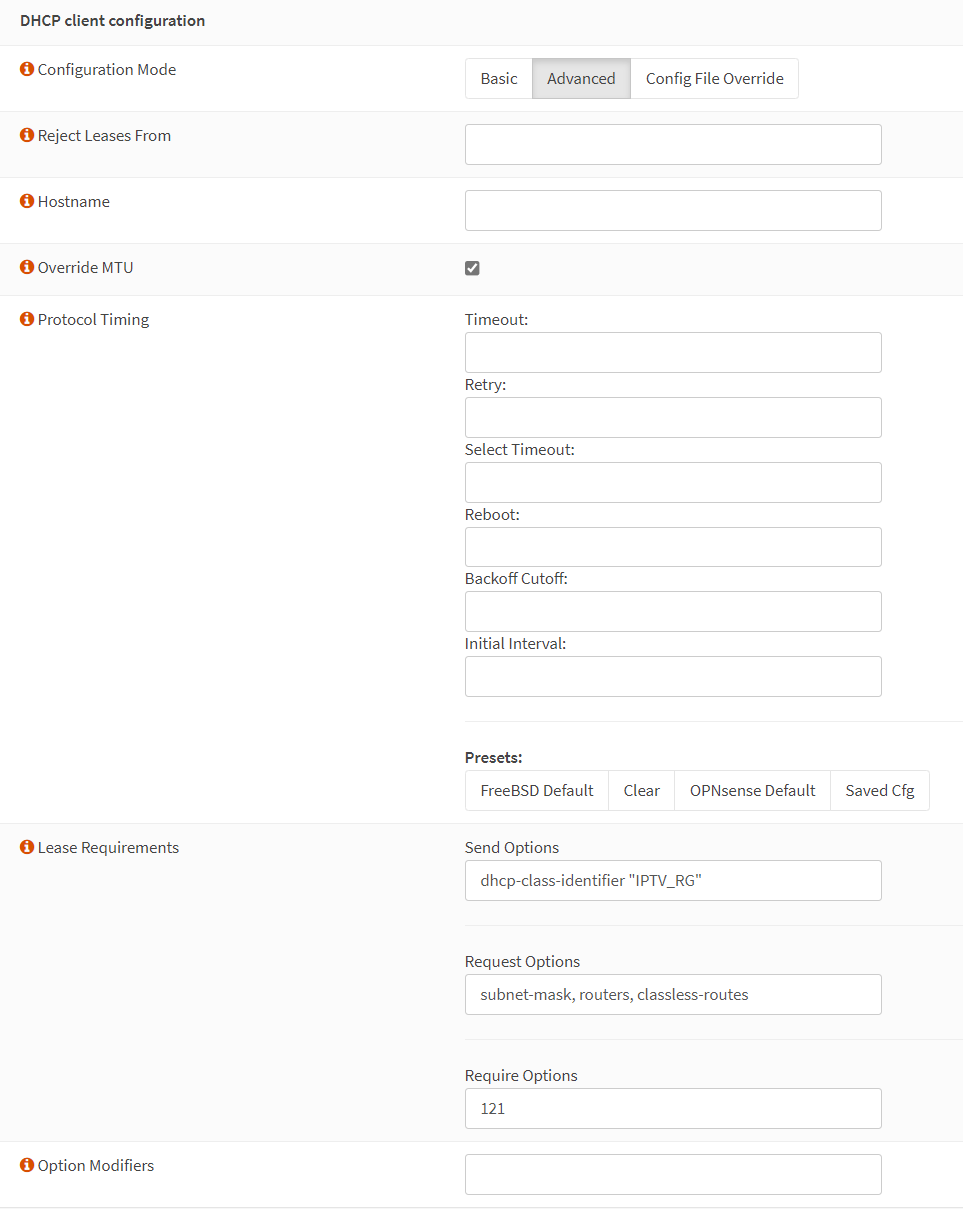 DHCP client configuration
Configuration Mode
Basic Advanced Config File Override
Reject Leases From
Hostname
Override MTU
Protocol Timing
Timeout:
Retry:
Select Timeout:
Reboot:
Backoff Cutoff:
Initial Interval:
Presets:
FreeBSD Default Clear OPNsense Default Saved Cfg
Lease Requirements
Send Options
dhcp-class-identifier "IPTV_RG"
Request Options
subnet-mask, routers, classless-routes
Require Options
121
Option Modifiers